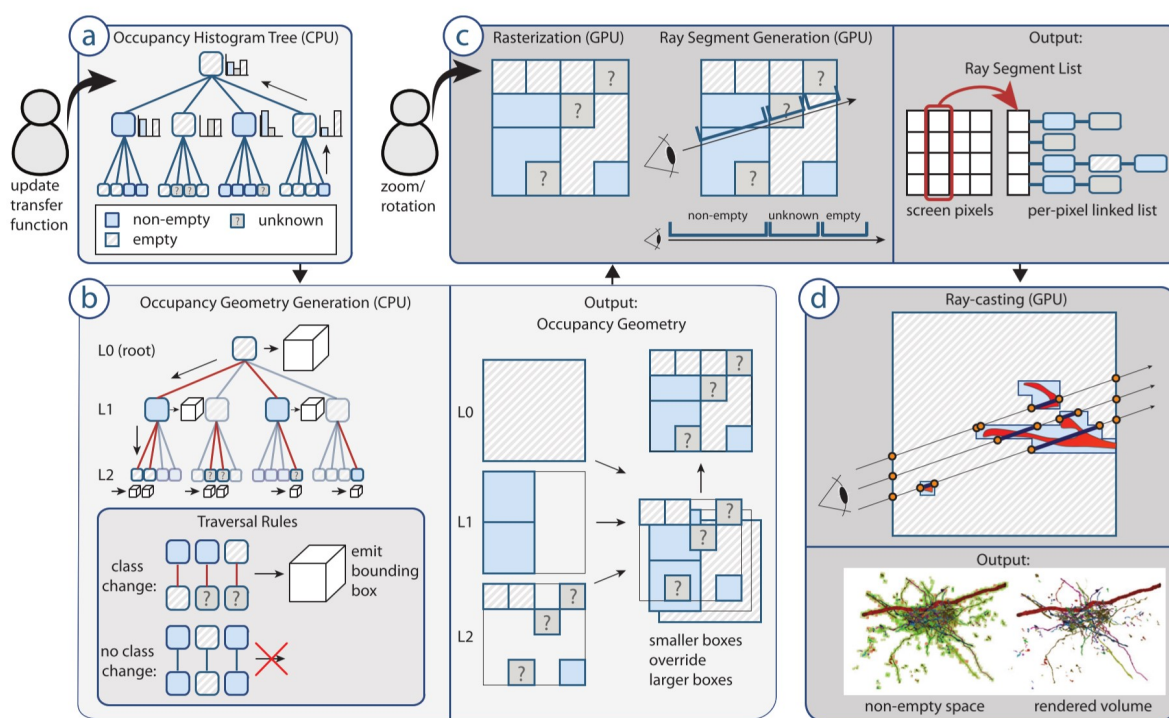 a
Occupancy Histogram Tree (CPU)
? ?
?
update
transfer
function
non-empty
unknown
?
empty
c
Rasterization (GPU)
?
?
?
zoom/
rotation
Ray Segment Generation (GPU)
?
?
?
non-empty
unknown
empty
Output:
Ray Segment List
screen pixels
per-pixel linked list
b
Occupancy Geometry Generation (CPU)
L0 (root)
L1
L2
? ?
?
Traversal Rules
class
change:
? ?
emit
bounding
box
no class
change:
Output:
Occupancy Geometry
L0
L1
L2
?
?
?
?
?
?
?
?
?
smaller boxes
override
larger boxes
d
Ray-casting (GPU)
Output:
non-empty space
rendered volume